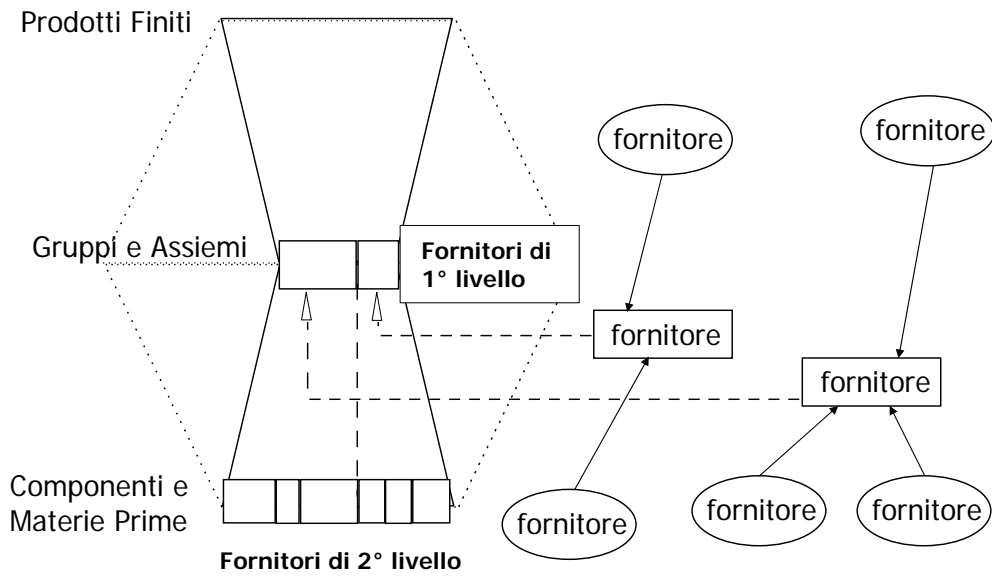 Prodotti Finiti
fornitore
fornitore
Gruppi e Assiemi
Fornitori di
1° livello
fornitore
fornitore
Componenti e
Materie Prime
fornitore
fornitore
fornitore
Fornitori di 2° livello